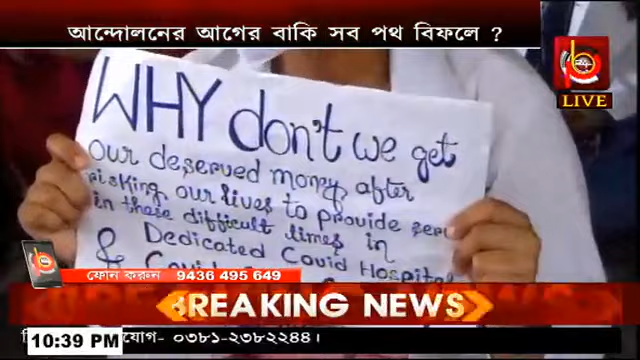 আন্দোলনের আগের বাকি সব পথ বিফলে ?
24
LIVE
WHY don't we get
our deserved money, after
risking, our lives to provide
in these difficult times in
Dedicated Covid Hospital
& Covid
ফোন করুন 9436 495 649
BREAKING NEWS
10:39 PM
০৩৮১-২৩৮২২৪৪।